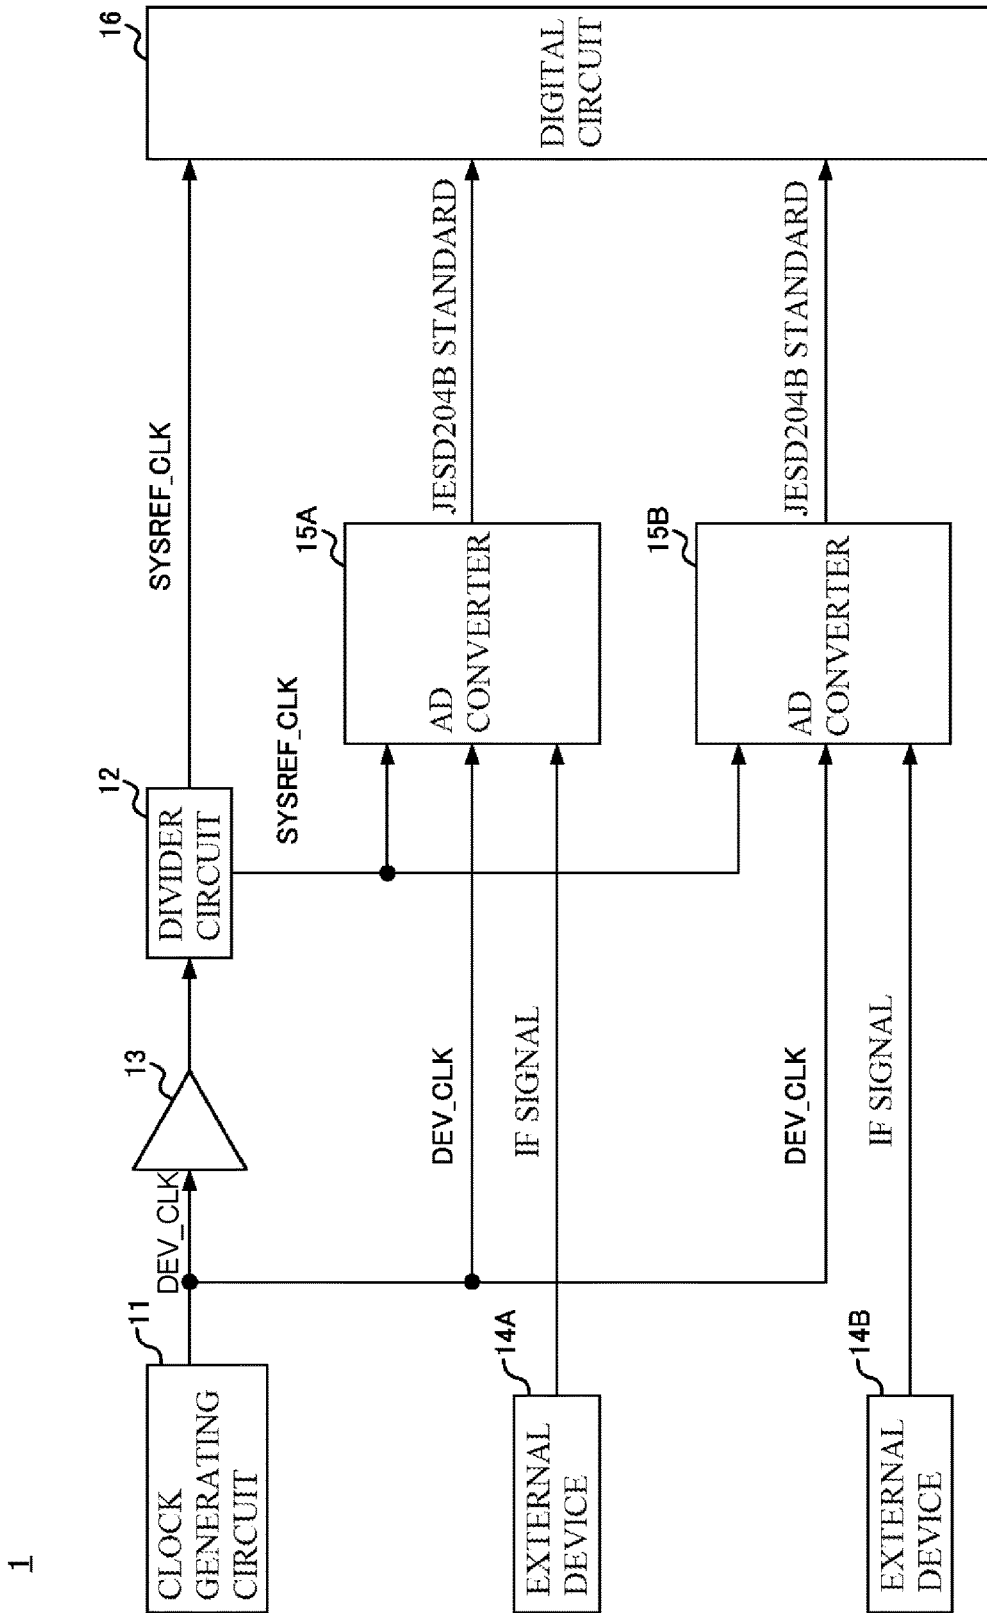 1
CLOCK
GENERATING
CIRCUIT
11
DEV_CLK
13
DIVIDER
CIRCUIT
12
SYSREF_CLK
16
DIGITAL
CIRCUIT
SYSREF_CLK
15A
AD
CONVERTER
JESD204B STANDARD
DEV_CLK
IF SIGNAL
EXTERNAL
DEVICE
14A
15B
AD
CONVERTER
JESD204B STANDARD
DEV_CLK
IF SIGNAL
EXTERNAL
DEVICE
14B